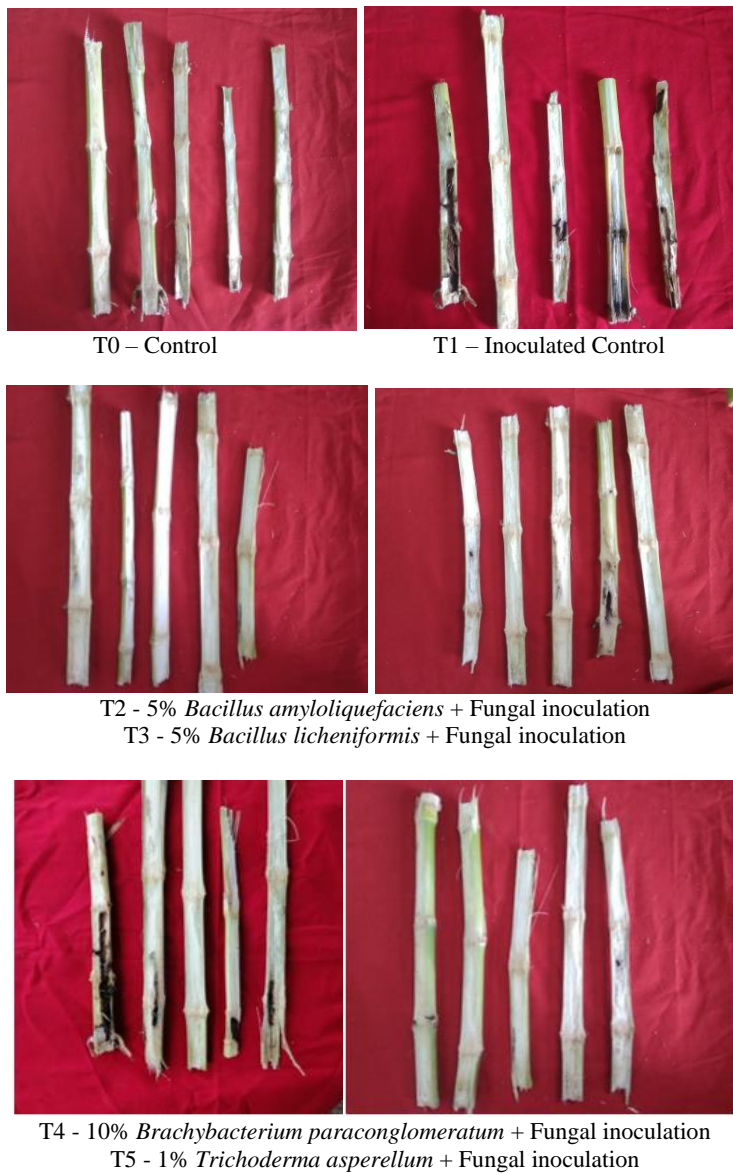 T0 – Control
T1 – Inoculated Control
T2 - 5% Bacillus amyloliquefaciens + Fungal inoculation
T3 - 5% Bacillus licheniformis + Fungal inoculation
T4 - 10% Brachybacterium paraconglomeratum + Fungal inoculation
T5 - 1% Trichoderma asperellum + Fungal inoculation